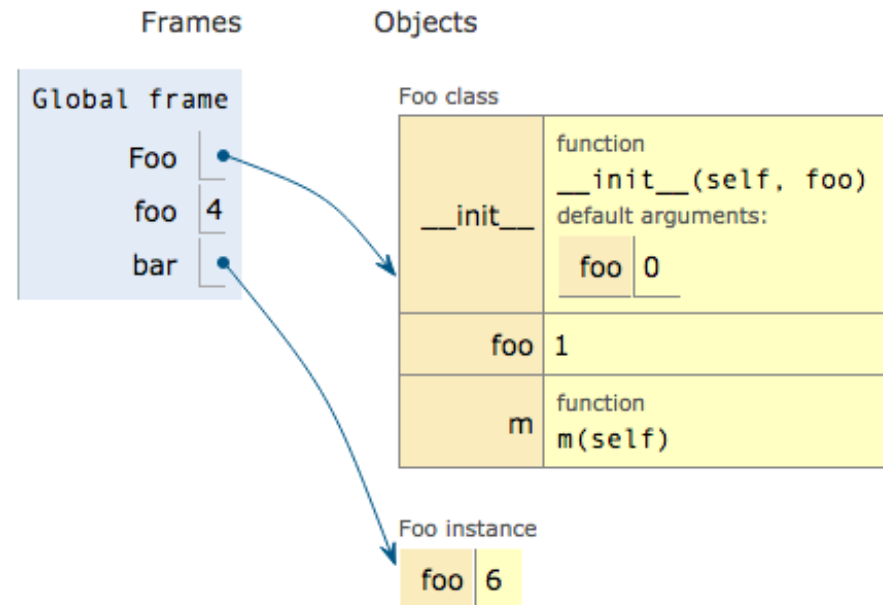 Frames Objects
Global frame
Foo
foo 4
bar
Foo class
__init__
function
__init__(self, foo)
default arguments:
foo 0
foo 1
m
function
m(self)
Foo instance
foo 6